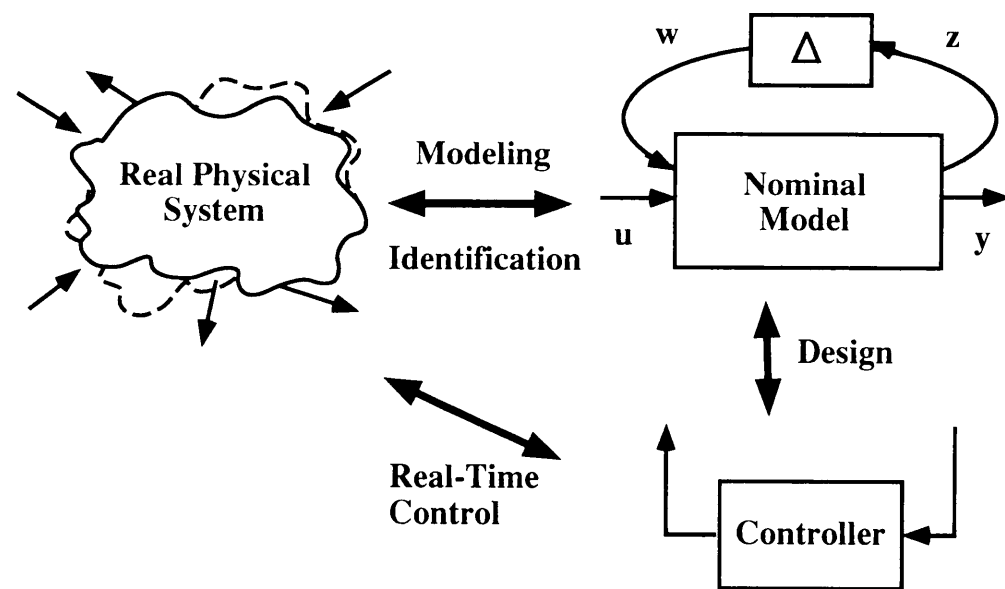 w
Δ
z
Real Physical
System
Modeling
Identification
Nominal
Model
u
y
Design
Real-Time
Control
Controller